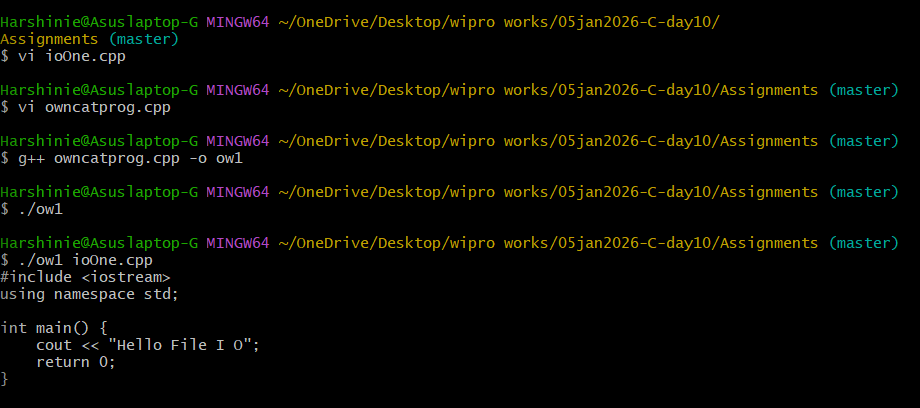 Harshinie@Asuslaptop-G MINGW64 ~/OneDrive/Desktop/wipro works/05jan2026-C-day10/
Assignments (master)
$ vi ioOne.cpp
Harshinie@Asuslaptop-G MINGW64 ~/OneDrive/Desktop/wipro works/05jan2026-C-day10/Assignments (master)
$ vi owncatprog.cpp
Harshinie@Asuslaptop-G MINGW64 ~/OneDrive/Desktop/wipro works/05jan2026-C-day10/Assignments (master)
$ g++ owncatprog.cpp -o ow1
Harshinie@Asuslaptop-G MINGW64 ~/OneDrive/Desktop/wipro works/05jan2026-C-day10/Assignments (master)
$ ./ow1
Harshinie@Asuslaptop-G MINGW64 ~/OneDrive/Desktop/wipro works/05jan2026-C-day10/Assignments (master)
$ ./ow1 ioOne.cpp
#include <iostream>
using namespace std;
int main() {
    cout << "Hello File I O";
    return 0;
}